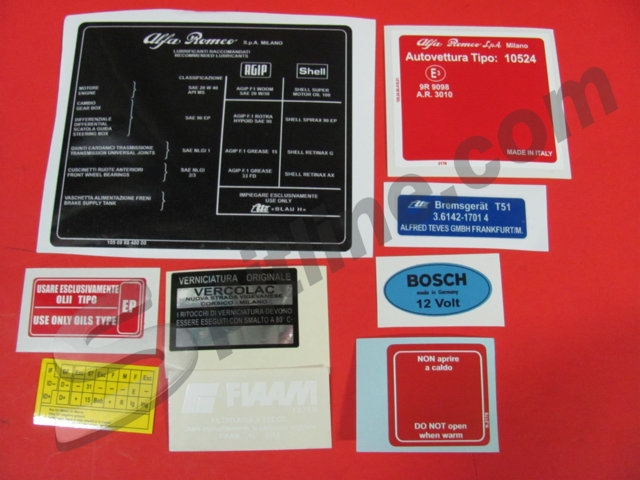 Alfa Romeo S.p.A. MILANO
LUBRIFICANTI RACCOMANDATI
RECOMMENDED LUBRICANTS
CLASSIFICAZIONE
AGIP
Shell
MOTORE
ENGINE
SAE 20 W 40
API MS
AGIP F.1 WOOM
SAE 20 W/50
SHELL SUPER
MOTOR OIL 100
CAMBIO
GEAR BOX
DIFFERENZIALE
DIFFERENTIAL
SCATOLA GUIDA
STEERING BOX
SAE 90 EP
AGIP F.1 ROTRA
HYPOID SAE 90
SHELL SPIRAX 90 EP
GIUNTI CARDANICI TRASMISSIONE
TRANSMISSION UNIVERSAL JOINTS
SAE NLGI 1
AGIP F.1 GREASE 15
SHELL RETINAX G
CUSCINETTI RUOTE ANTERIORI
FRONT WHEEL BEARINGS
SAE NLGI
2/3
AGIP F.1 GREASE
33 FD
SHELL RETINAX AX
VASCHETTA ALIMENTAZIONE FRENI
BRAKE SUPPLY TANK
IMPIEGARE ESCLUSIVAMENTE
USE ONLY
ATE «BLAU H»
Alfa Romeo S.p.A. Milano
Autovettura Tipo: 10524
E3
9R 9098
A.R. 3010
MADE IN ITALY
ATE Bremsgerät T51
3.6142-1701 4
ALFRED TEVES GMBH FRANKFURT/M.
USARE ESCLUSIVAMENTE
OLII TIPO
EP
USE ONLY OILS TYPE
VERNICIATURA ORIGINALE
VERCOLAC
NUOVA STRADA VIGEVANESE
CORSICO - MILANO
I RITOCCHI DI VERNICIATURA DEVONO
ESSERE ESEGUITI CON SMALTO A 80° C-
BOSCH
made in Germany
12 Volt
FIAAM
FILTER
NON aprire
a caldo
DO NOT open
when warm